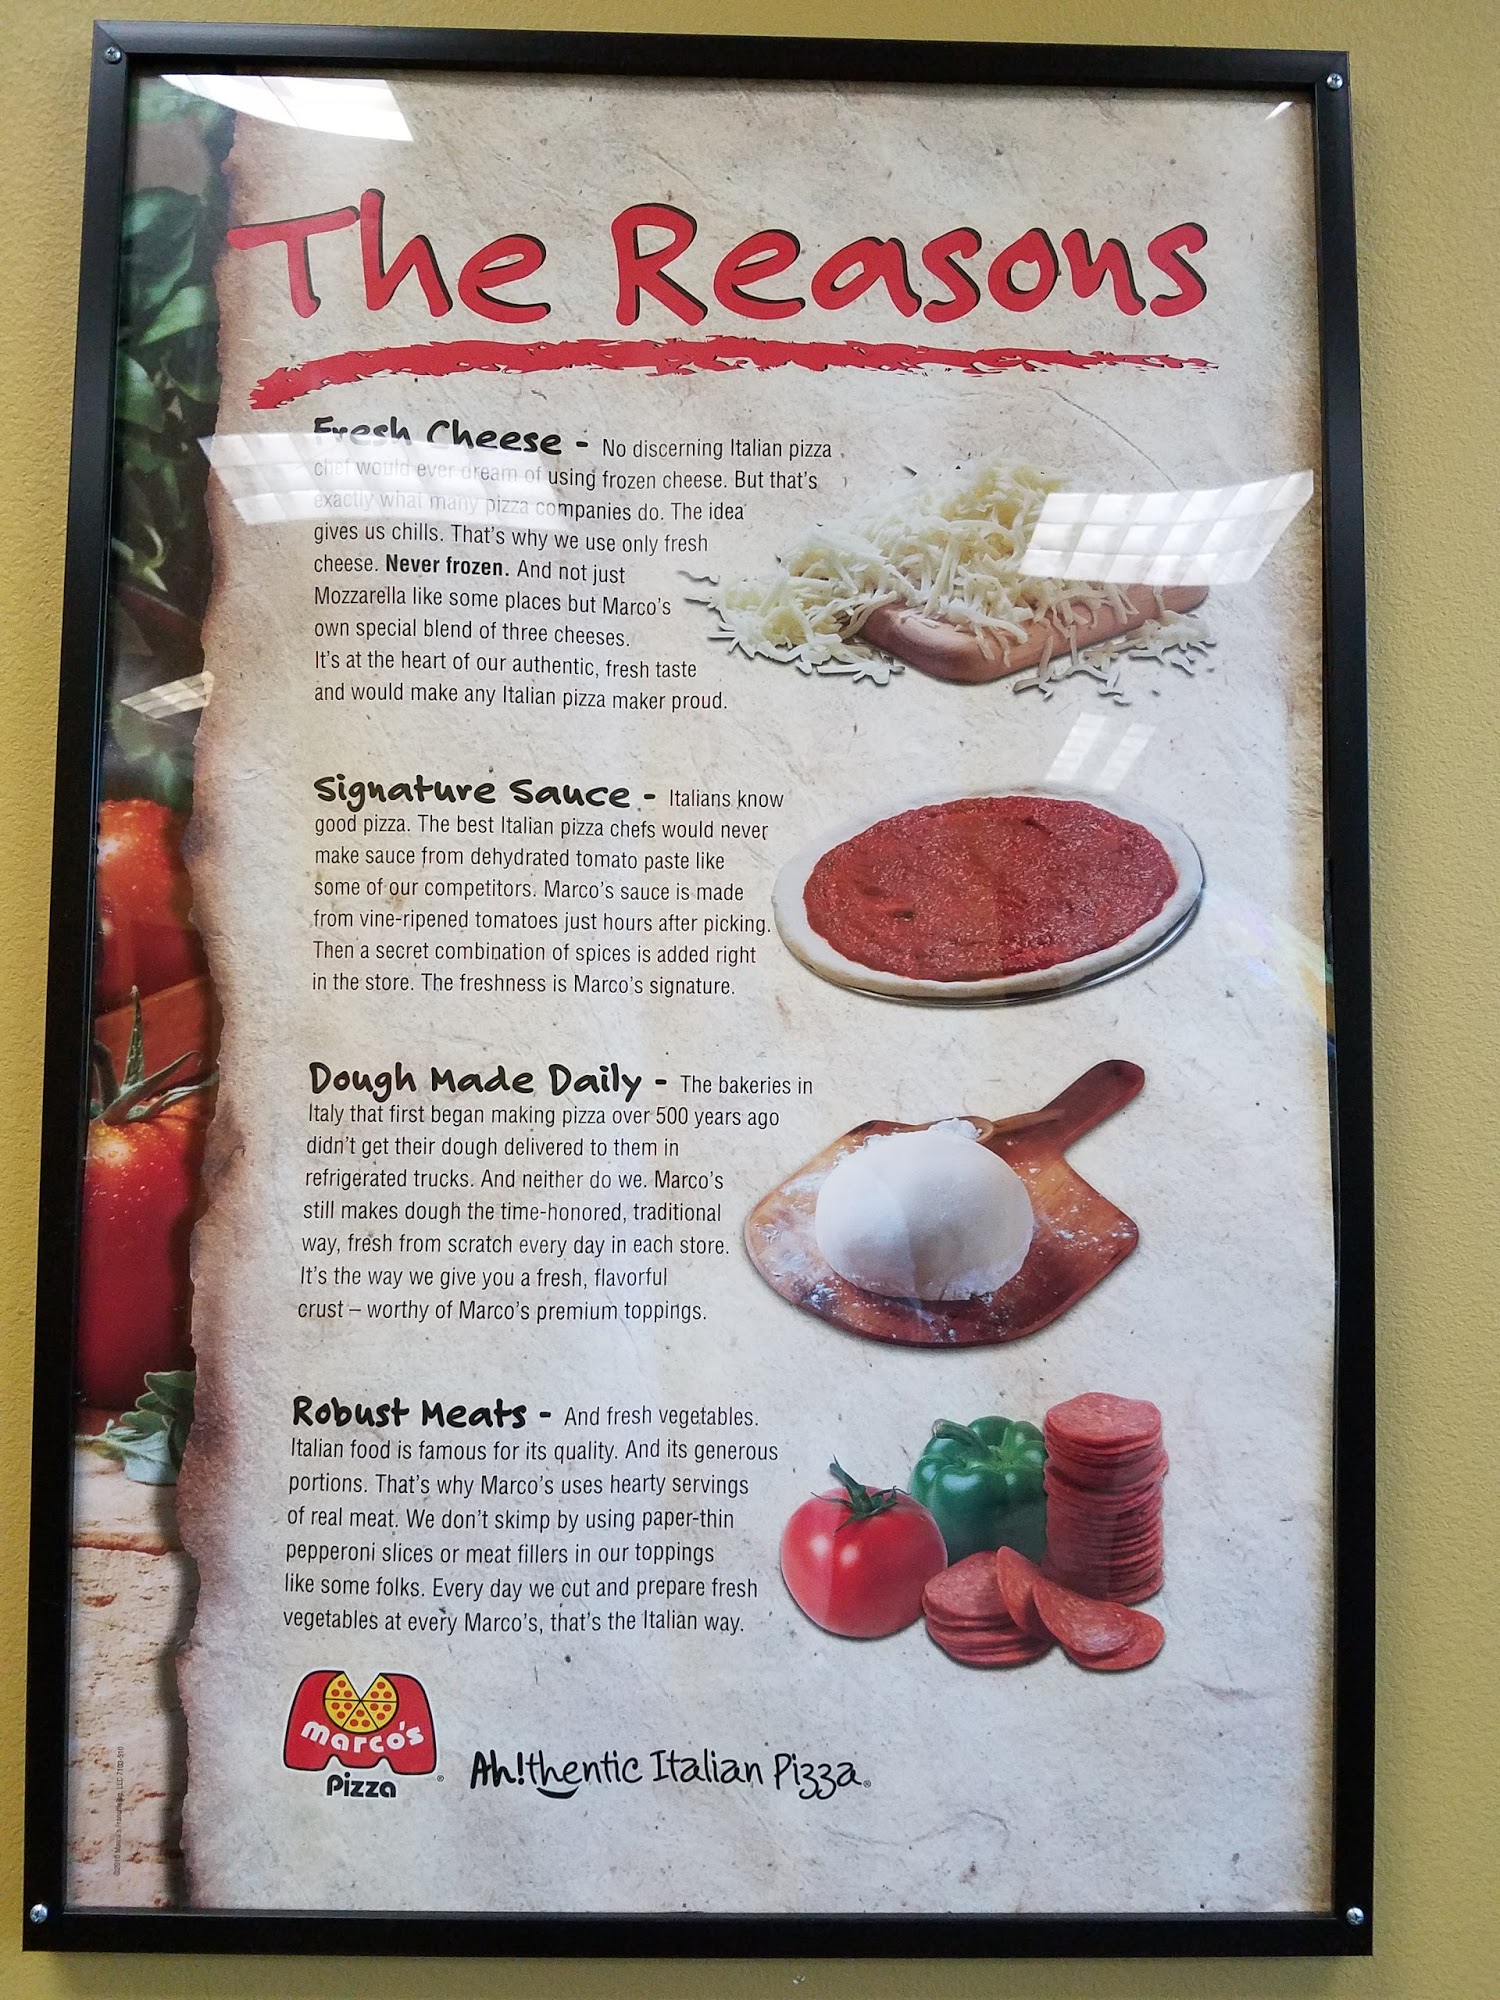 The Reasons
Fresh Cheese - No discerning Italian pizza
chef would ever dream of using frozen cheese. But that's
exactly what many pizza companies do. The idea
gives us chills. That's why we use only fresh
cheese. Never frozen. And not just
Mozzarella like some places but Marco's
own special blend of three cheeses.
It's at the heart of our authentic, fresh taste
and would make any Italian pizza maker proud.
Signature Sauce - Italians know
good pizza. The best Italian pizza chefs would never
make sauce from dehydrated tomato paste like
some of our competitors. Marco's sauce is made
from vine-ripened tomatoes just hours after picking.
Then a secret combination of spices is added right
in the store. The freshness is Marco's signature.
Dough Made Daily - The bakeries in
Italy that first began making pizza over 500 years ago
didn't get their dough delivered to them in
refrigerated trucks. And neither do we. Marco's
still makes dough the time-honored, traditional
way, fresh from scratch every day in each store.
It's the way we give you a fresh, flavorful
crust – worthy of Marco's premium toppings.
Robust Meats - And fresh vegetables.
Italian food is famous for its quality. And its generous
portions. That's why Marco's uses hearty servings
of real meat. We don't skimp by using paper-thin
pepperoni slices or meat fillers in our toppings
like some folks. Every day we cut and prepare fresh
vegetables at every Marco's, that's the Italian way.
marco's
Pizza ®
Ah!thentic Italian Pizza®